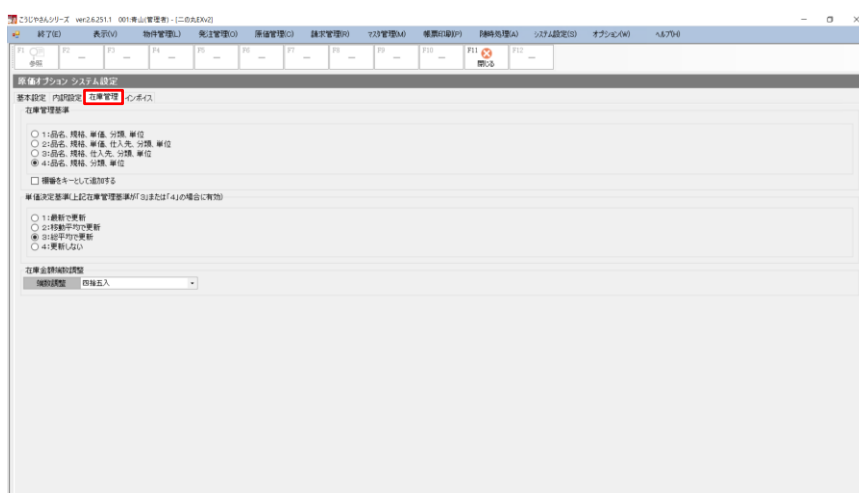 こうじやさんシリーズ ver.2.6.251.1 001:青山(管理者) - [二の丸EXv2]
終了(E) 表示(V) 物件管理(L) 発注管理(O) 原価管理(C) 請求管理(R) マスタ管理(M) 帳票印刷(P) 随時処理(A) システム設定(S) オプション(W) ヘルプ(H)
F1 F2 F3 F4 F5 F6 F7 F8 F9 F10 F11 F12
参照 閉じる
原価オプション システム設定
基本設定 内訳設定 在庫管理 インボイス
在庫管理基準
1:品名、規格、単価、分類、単位
2:品名、規格、単価、仕入先、分類、単位
3:品名、規格、仕入先、分類、単位
4:品名、規格、分類、単位
棚番をキーとして追加する
単価決定基準(上記在庫管理基準が「3」または「4」の場合に有効)
1:最新で更新
2:移動平均で更新
3:総平均で更新
4:更新しない
在庫金額端数調整
端数調整 四捨五入